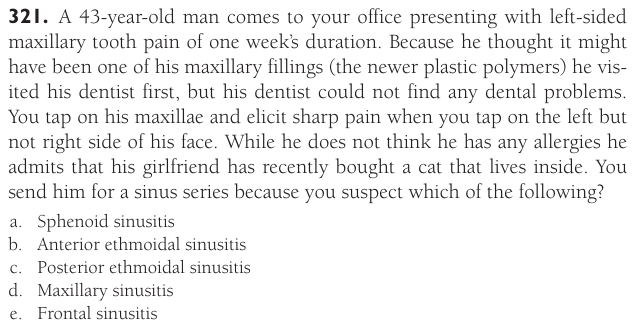 321. A 43-year-old man comes to your office presenting with left-sided
maxillary tooth pain of one week's duration. Because he thought it might
have been one of his maxillary fillings (the newer plastic polymers) he vis-
ited his dentist first, but his dentist could not find any dental problems.
You tap on his maxillae and elicit sharp pain when you tap on the left but
not right side of his face. While he does not think he has any allergies he
admits that his girlfriend has recently bought a cat that lives inside. You
send him for a sinus series because you suspect which of the following?
a. Sphenoid sinusitis
b. Anterior ethmoidal sinusitis
c. Posterior ethmoidal sinusitis
d. Maxillary sinusitis
e. Frontal sinusitis